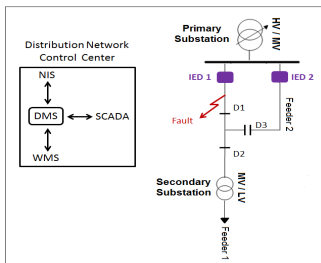 Distribution Network
Control Center
NIS
DMS
SCADA
WMS
Primary
Substation
HV / MV
IED 1
IED 2
Fault
D1
D3
Feeder 2
D2
Secondary
Substation
MV / LV
Feeder 1